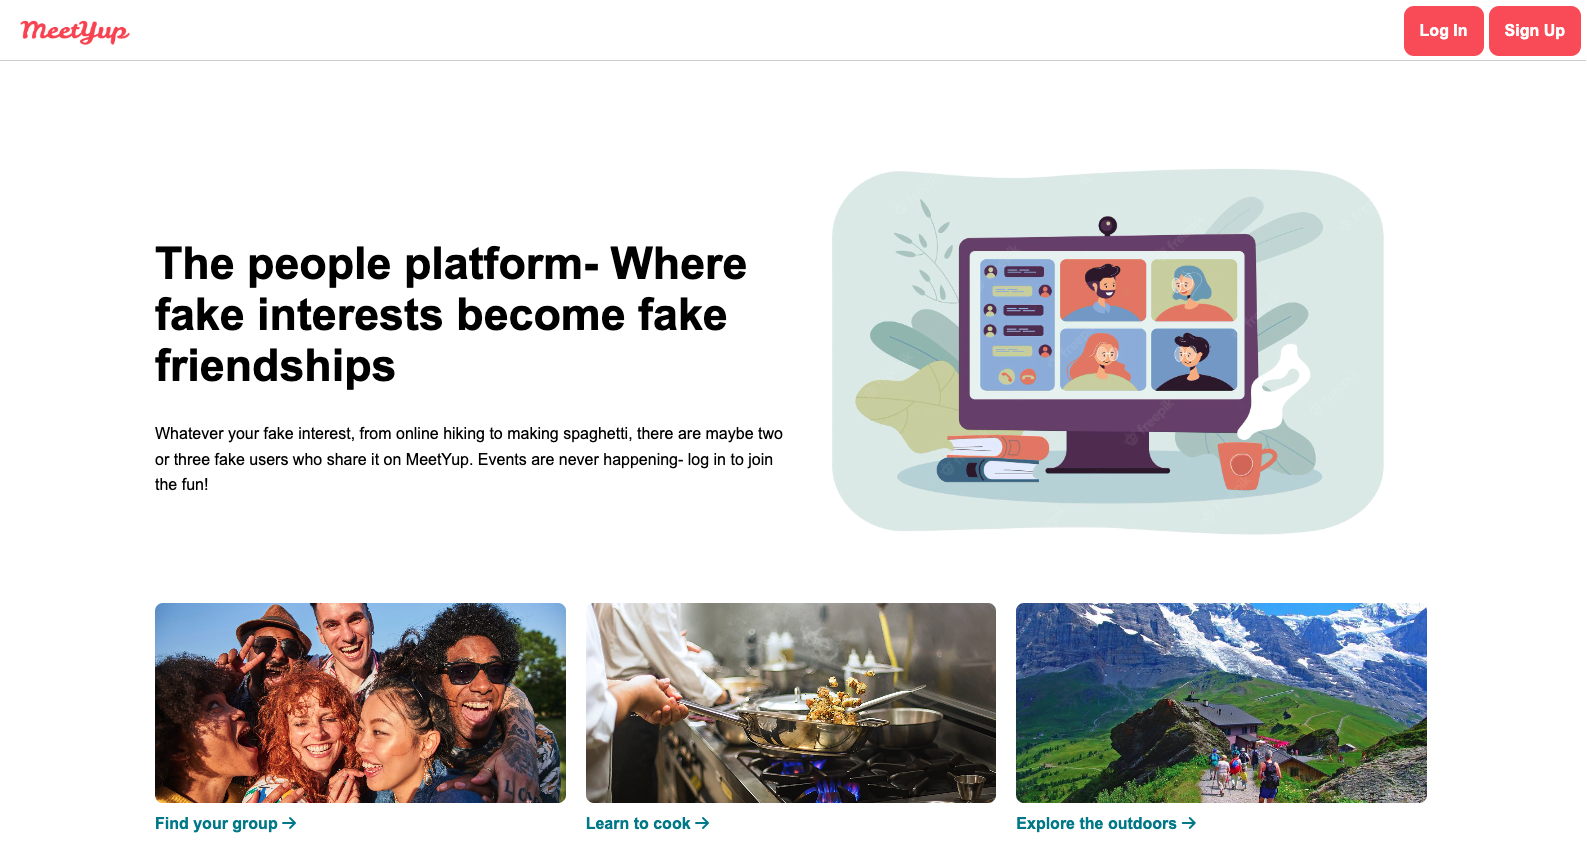 MeetYup
Log In
Sign Up
The people platform- Where
fake interests become fake
friendships
Whatever your fake interest, from online hiking to making spaghetti, there are maybe two
or three fake users who share it on MeetYup. Events are never happening- log in to join
the fun!
Find your group →
Learn to cook →
Explore the outdoors →